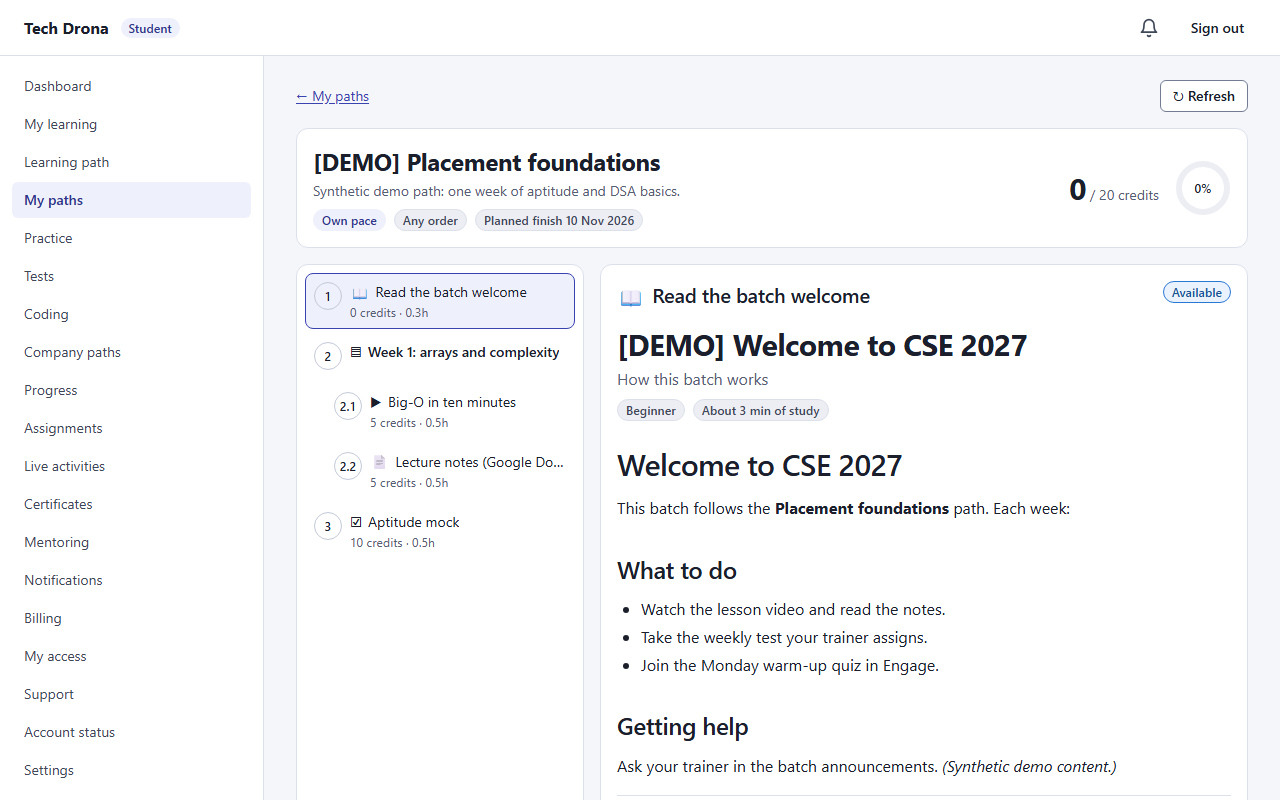 Tech Drona Student
Sign out
Dashboard
My learning
Learning path
My paths
Practice
Tests
Coding
Company paths
Progress
Assignments
Live activities
Certificates
Mentoring
Notifications
Billing
My access
Support
Account status
Settings
← My paths
↻ Refresh
[DEMO] Placement foundations
Synthetic demo path: one week of aptitude and DSA basics.
Own pace Any order Planned finish 10 Nov 2026
0 / 20 credits 0%
1 Read the batch welcome
0 credits · 0.3h
2 Week 1: arrays and complexity
2.1 ▶ Big-O in ten minutes
5 credits · 0.5h
2.2 Lecture notes (Google Do...
5 credits · 0.5h
3 ☑ Aptitude mock
10 credits · 0.5h
Read the batch welcome
Available
[DEMO] Welcome to CSE 2027
How this batch works
Beginner About 3 min of study
Welcome to CSE 2027
This batch follows the Placement foundations path. Each week:
What to do
• Watch the lesson video and read the notes.
• Take the weekly test your trainer assigns.
• Join the Monday warm-up quiz in Engage.
Getting help
Ask your trainer in the batch announcements. (Synthetic demo content.)